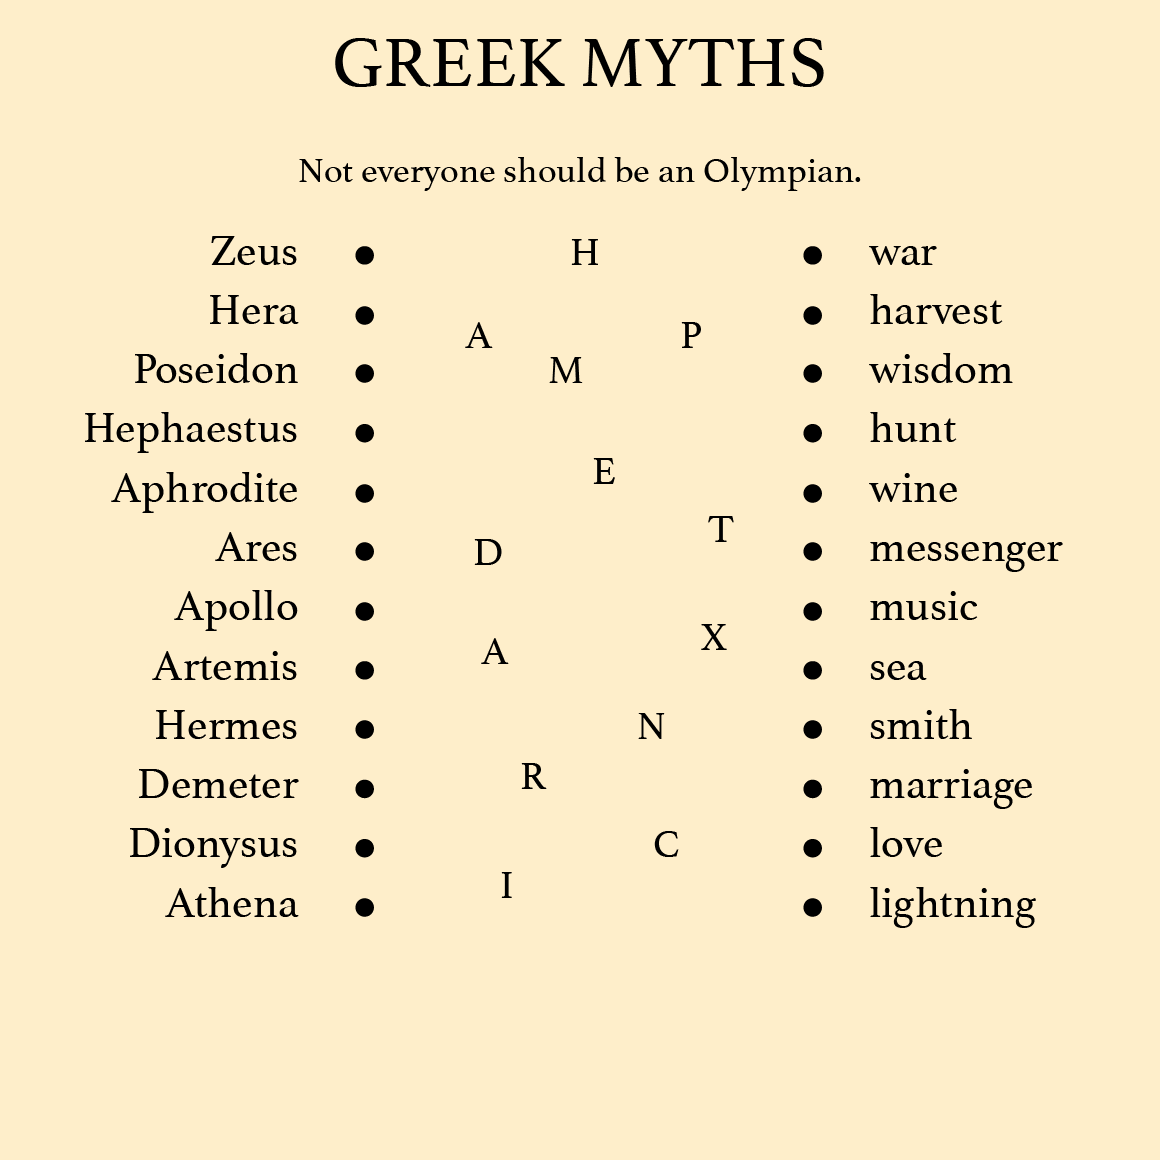 GREEK MYTHS
Not everyone should be an Olympian.
Zeus H war
Hera harvest
A P
Poseidon M wisdom
Hephaestus hunt
E
Aphrodite wine
T
Ares D messenger
Apollo music
X
A
Artemis sea
Hermes N smith
R
Demeter marriage
Dionysus C love
I
Athena lightning